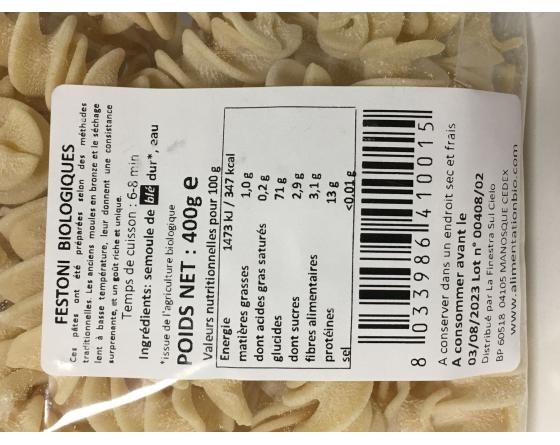 FESTONI BIOLOGIQUES
Ces pâtes ont été préparées selon des méthodes
traditionnelles. Les anciens moules en bronze et le séchage
lent à basse température, leur donnent une consistance
surprenante, et un goût riche et unique.
Temps de cuisson : 6-8 min
Ingrédients: semoule de blé dur*, eau
*issue de l'agriculture biologique
POIDS NET : 400g e
Valeurs nutritionnelles pour 100 g
Energie 1473 kJ / 347 kcal
matières grasses 1,0 g
dont acides gras saturés 0,2 g
glucides 71 g
dont sucres 2,9 g
fibres alimentaires 3,1 g
protéines 13 g
sel <0,01 g
8 033986 410015
A conserver dans un endroit sec et frais
A consommer avant le
03/08/2023 Lot n° 00408/02
Distribué par La Finestra Sul Cielo
BP 60518 04105 MANOSQUE CEDEX
www.alimentationbio.com